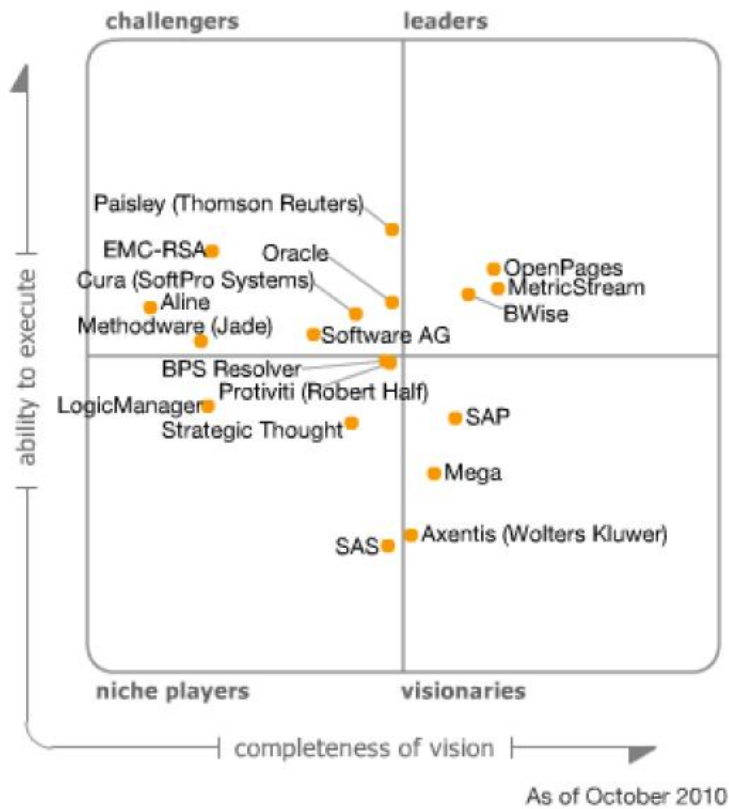 challengers
leaders
Paisley (Thomson Reuters)
EMC-RSA
Oracle
Cura (SoftPro Systems)
OpenPages
MetricStream
Aline
BWise
Methodware (Jade)
Software AG
BPS Resolver
Protiviti (Robert Half)
LogicManager
Strategic Thought
SAP
Mega
Axentis (Wolters Kluwer)
SAS
ability to execute
niche players
visionaries
completeness of vision
As of October 2010